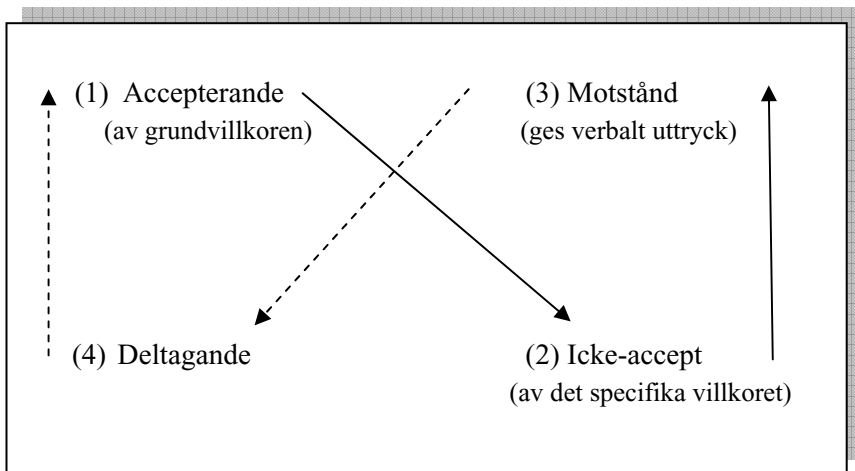 (1) Accepterande
(av grundvillkoren)
(3) Motstånd
(ges verbalt uttryck)
(4) Deltagande
(2) Icke-accept
(av det specifika villkoret)